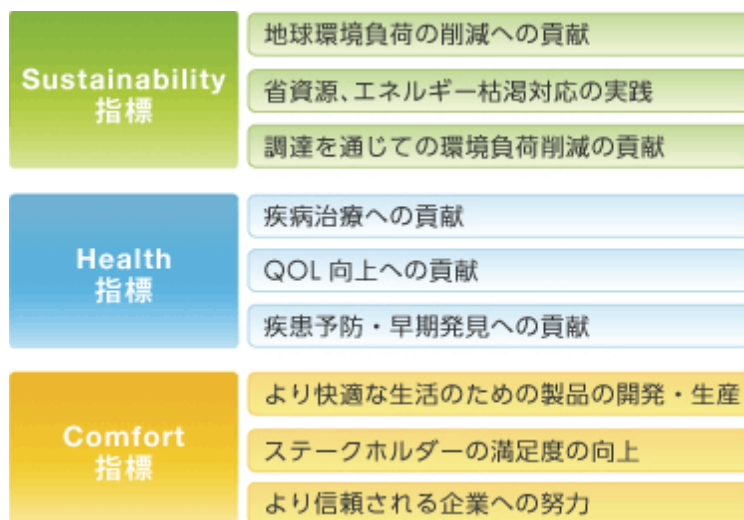 Sustainability
指標
地球環境負荷の削減への貢献
省資源、エネルギー枯渇対応の実践
調達を通じての環境負荷削減の貢献
Health
指標
疾病治療への貢献
QOL 向上への貢献
疾患予防・早期発見への貢献
Comfort
指標
より快適な生活のための製品の開発・生産
ステークホルダーの満足度の向上
より信頼される企業への努力